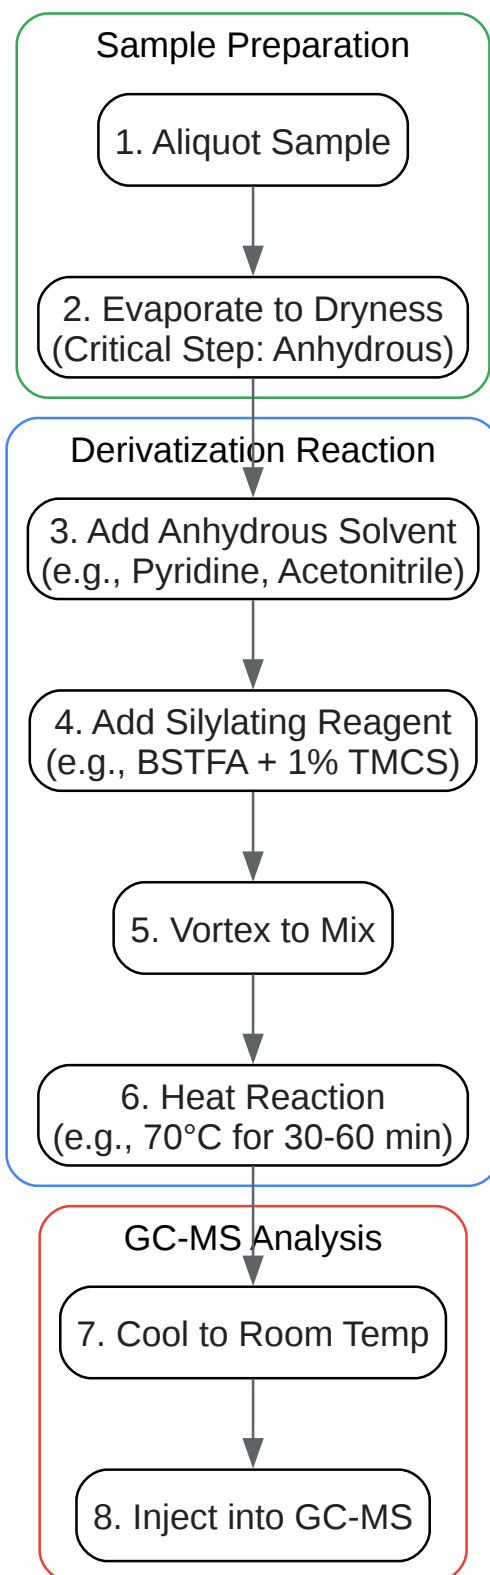 Sample Preparation
1. Aliquot Sample
2. Evaporate to Dryness
(Critical Step: Anhydrous)
Derivatization Reaction
3. Add Anhydrous Solvent
(e.g., Pyridine, Acetonitrile)
4. Add Silylating Reagent
(e.g., BSTFA + 1% TMCS)
5. Vortex to Mix
6. Heat Reaction
(e.g., 70°C for 30-60 min)
GC-MS Analysis
7. Cool to Room Temp
8. Inject into GC-MS